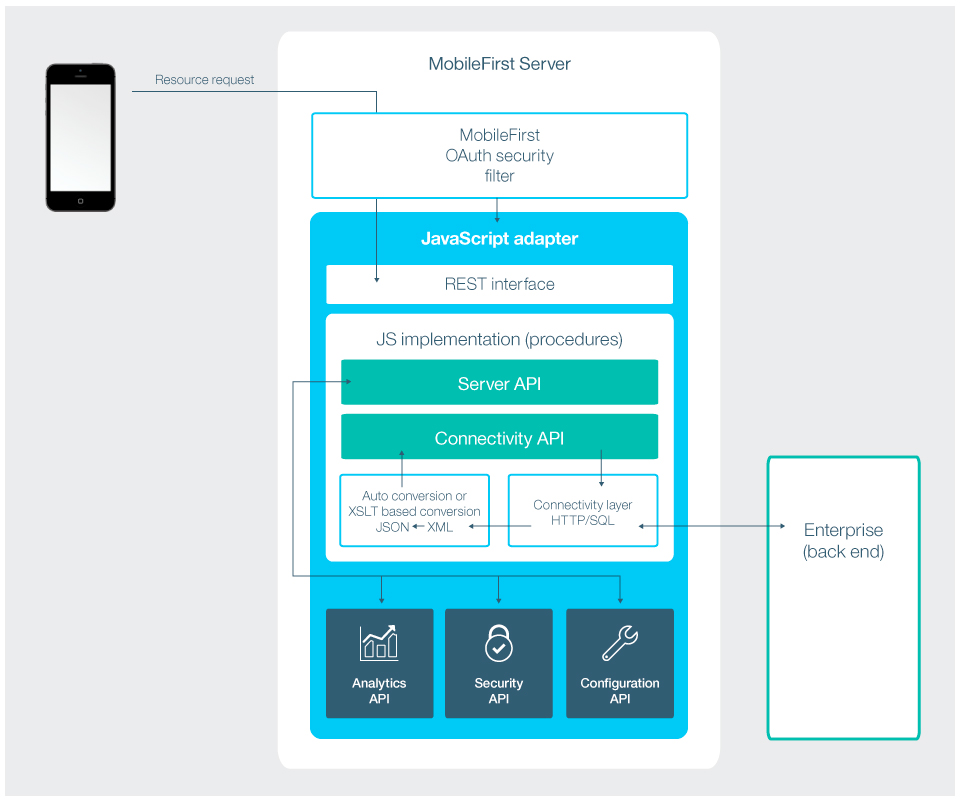 MobileFirst Server
Resource request
MobileFirst
OAuth security
filter
JavaScript adapter
REST interface
JS implementation (procedures)
Server API
Connectivity API
Auto conversion or
XSLT based conversion
JSON XML
Connectivity layer
HTTP/SQL
Enterprise
(back end)
Analytics
API
Security
API
Configuration
API